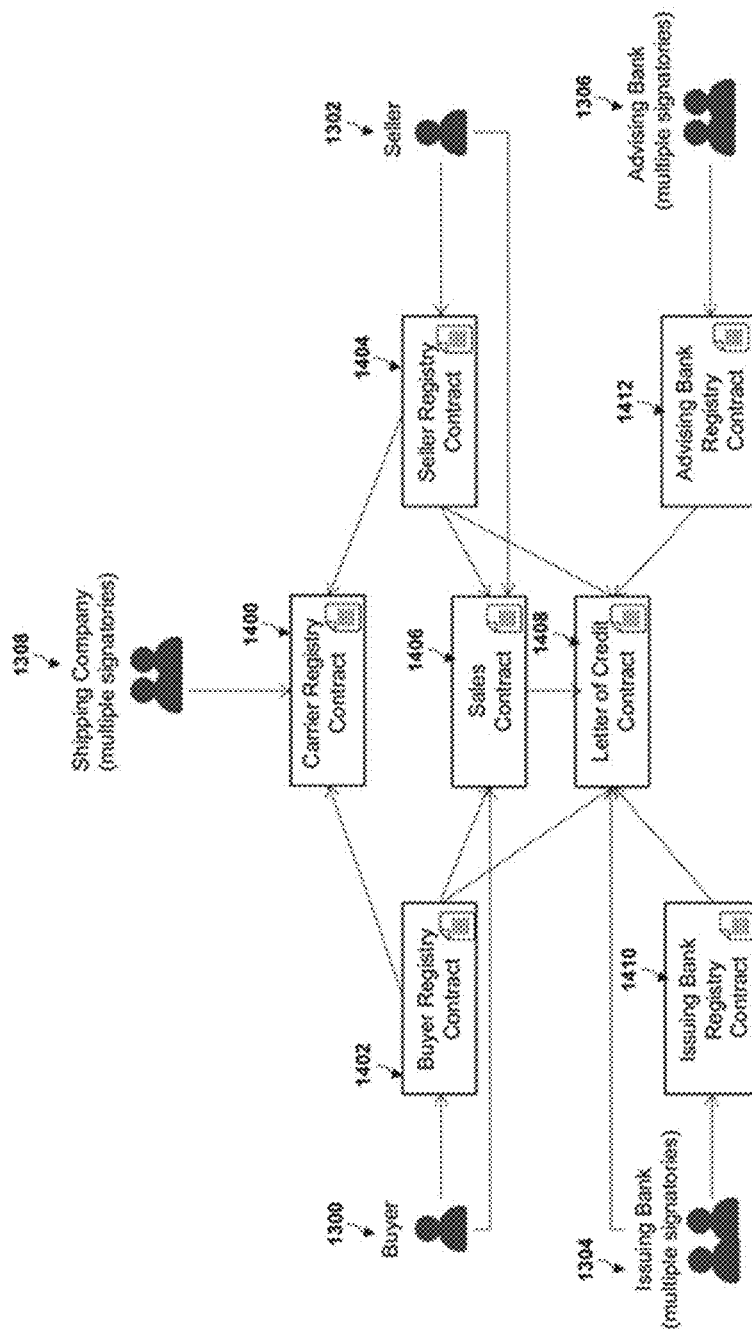 1308
Shipping Company
(multiple signatories)
1300
Buyer
1402
Buyer Registry
Contract
1400
Carrier Registry
Contract
1404
Seller Registry
Contract
1302
Seller
1406
Sales
Contract
1408
Letter of Credit
Contract
1304
Issuing Bank
(multiple signatories)
1410
Issuing Bank
Registry
Contract
1412
Advising Bank
Registry
Contract
1306
Advising Bank
(multiple signatories)